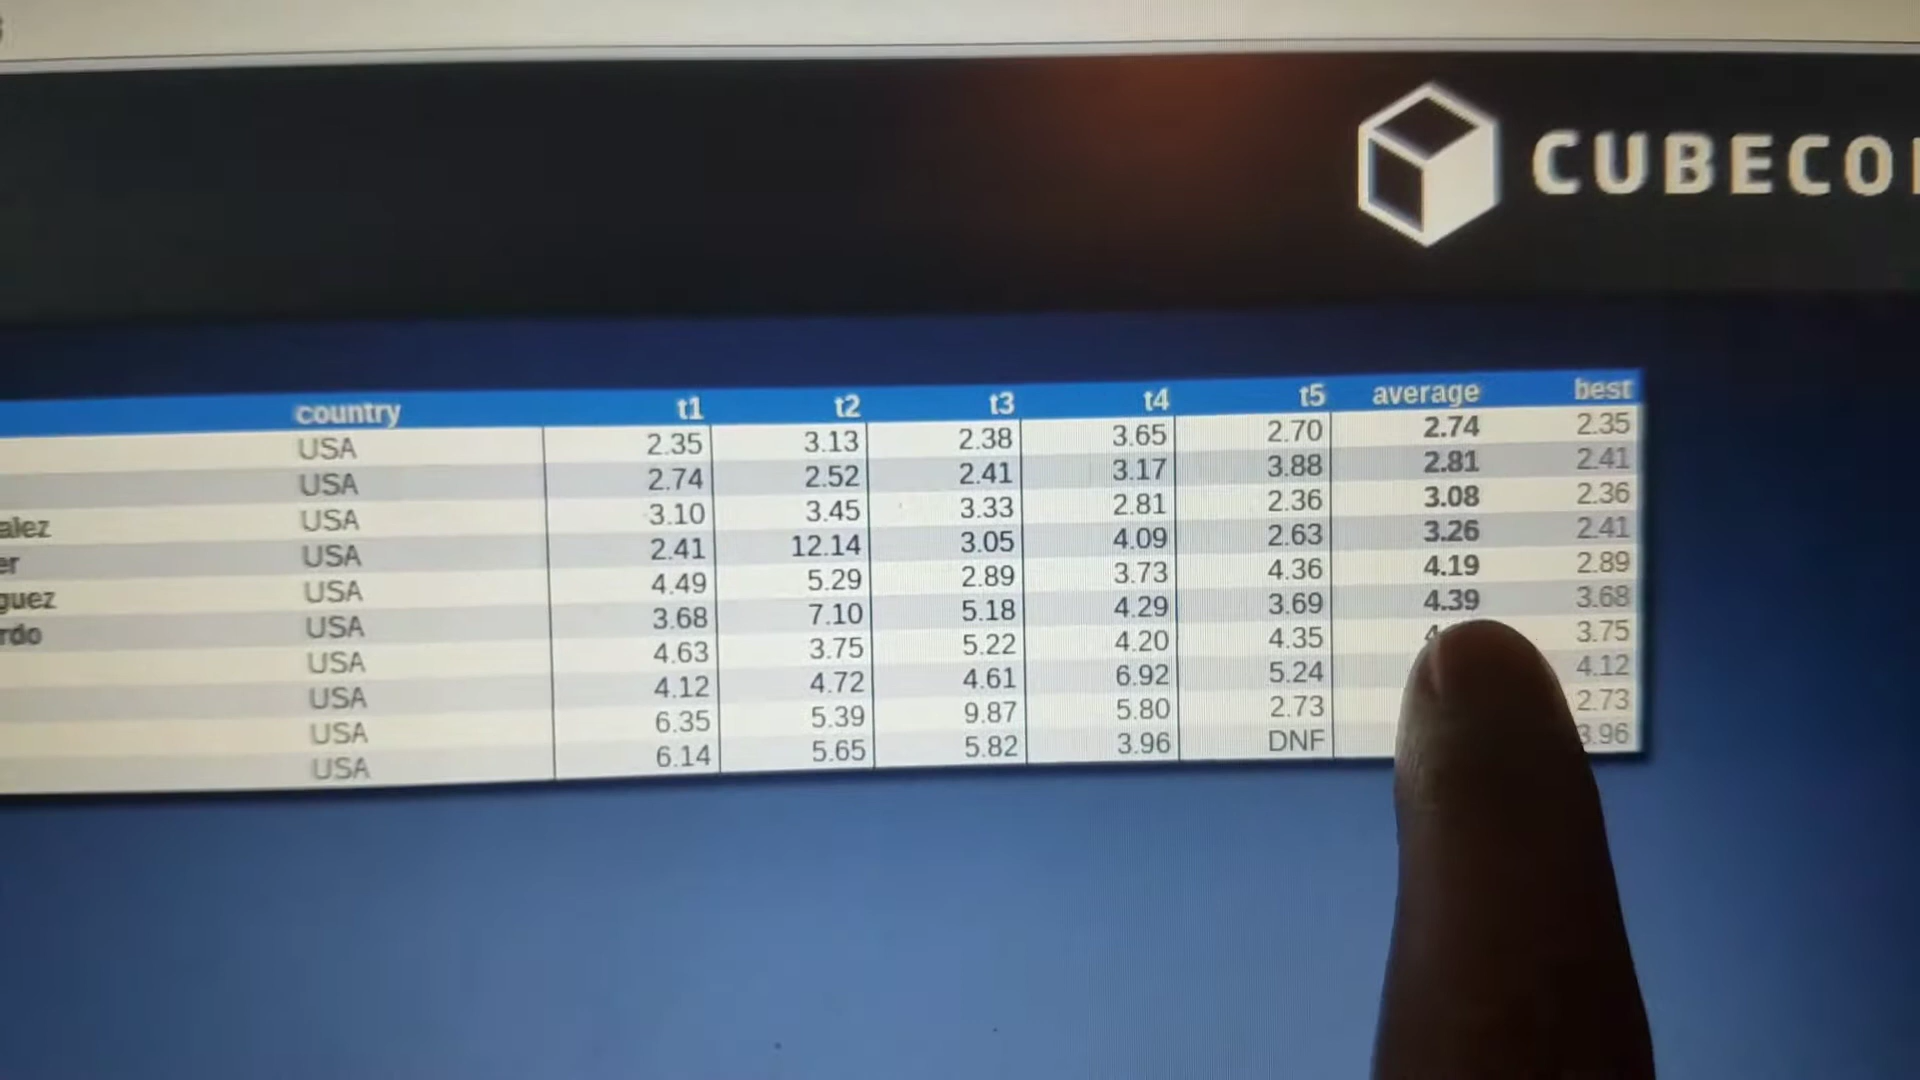 CUBECO
country t1 t2 t3 t4 t5 average best
USA 2.35 3.13 2.38 3.65 2.70 2.74 2.35
USA 2.74 2.52 2.41 3.17 3.88 2.81 2.41
alez USA 3.10 3.45 3.33 2.81 2.36 3.08 2.36
er USA 2.41 12.14 3.05 4.09 2.63 3.26 2.41
guez USA 4.49 5.29 2.89 3.73 4.36 4.19 2.89
rdo USA 3.68 7.10 5.18 4.29 3.69 4.39 3.68
USA 4.63 3.75 5.22 4.20 4.35 3.75
USA 4.12 4.72 4.61 6.92 5.24 4.12
USA 6.35 5.39 9.87 5.80 2.73 2.73
USA 6.14 5.65 5.82 3.96 DNF 3.96